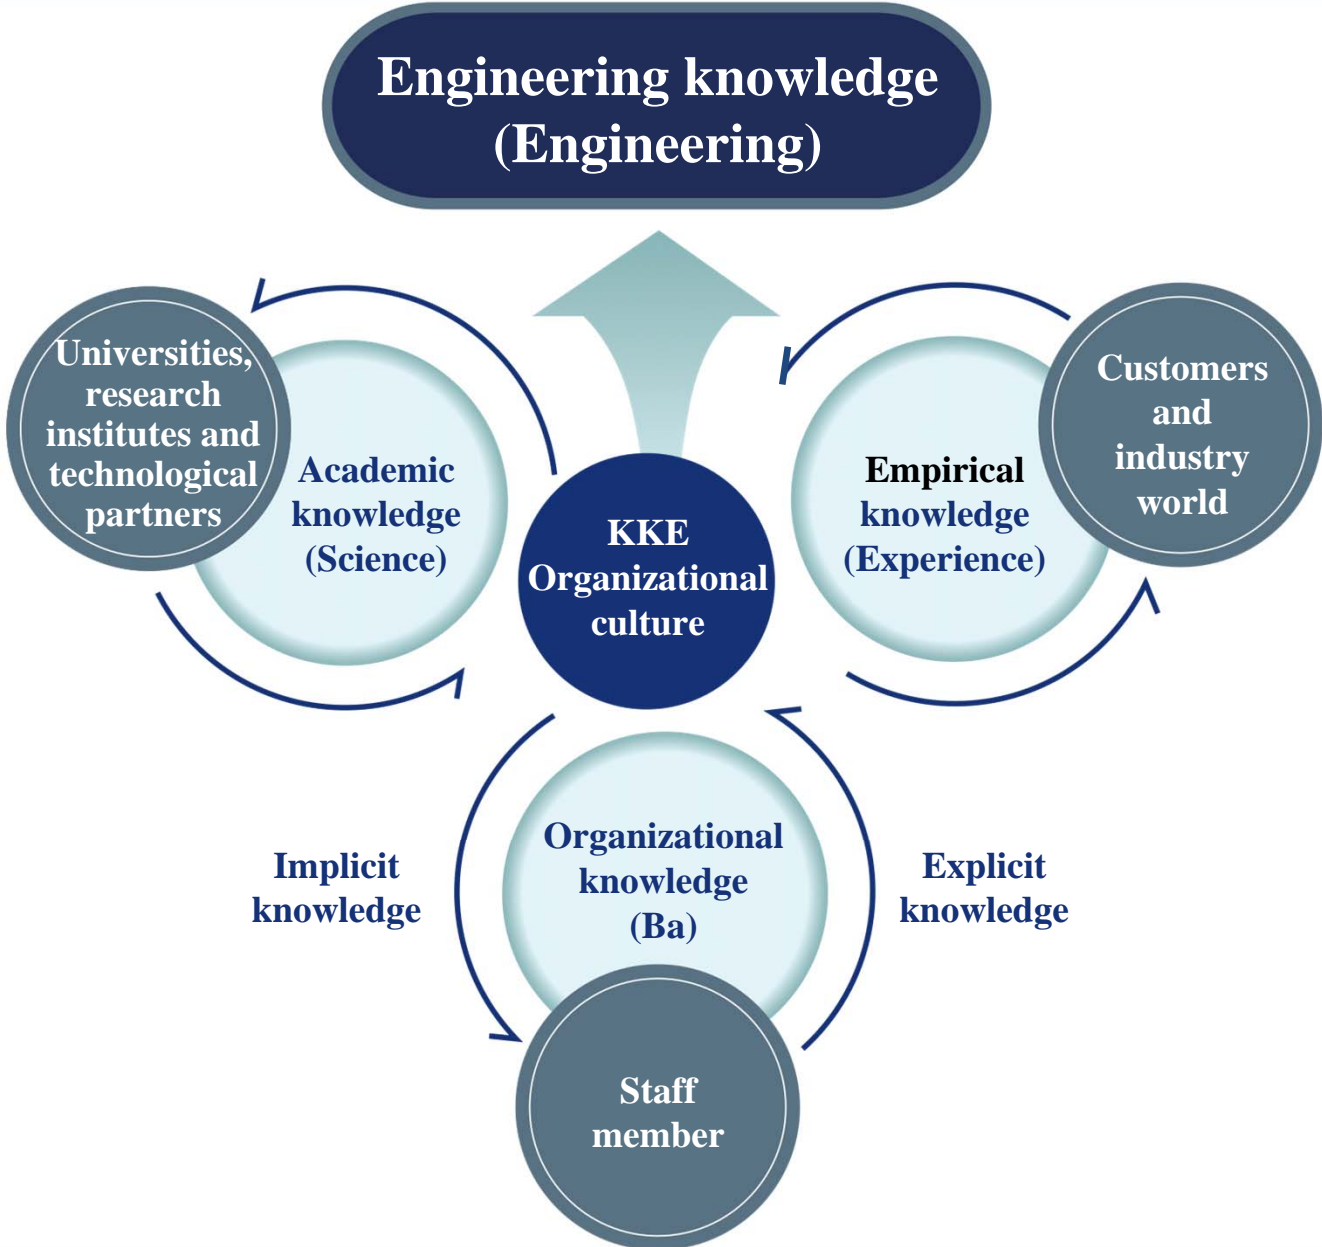 Engineering knowledge
(Engineering)
Universities,
research
institutes and
technological
partners
Academic
knowledge
(Science)
KKE
Organizational
culture
Empirical
knowledge
(Experience)
Customers
and
industry
world
Implicit
knowledge
Organizational
knowledge
(Ba)
Explicit
knowledge
Staff
member